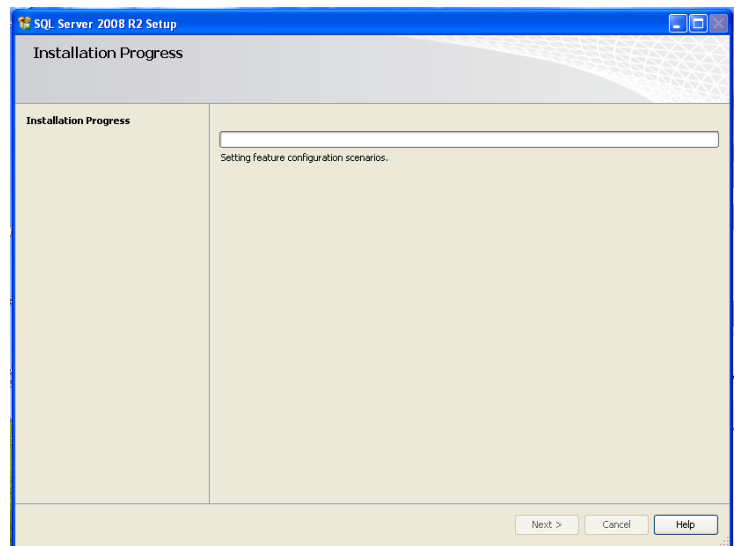 SQL Server 2008 R2 Setup
Installation Progress
Installation Progress
Setting feature configuration scenarios.
Next >
Cancel
Help